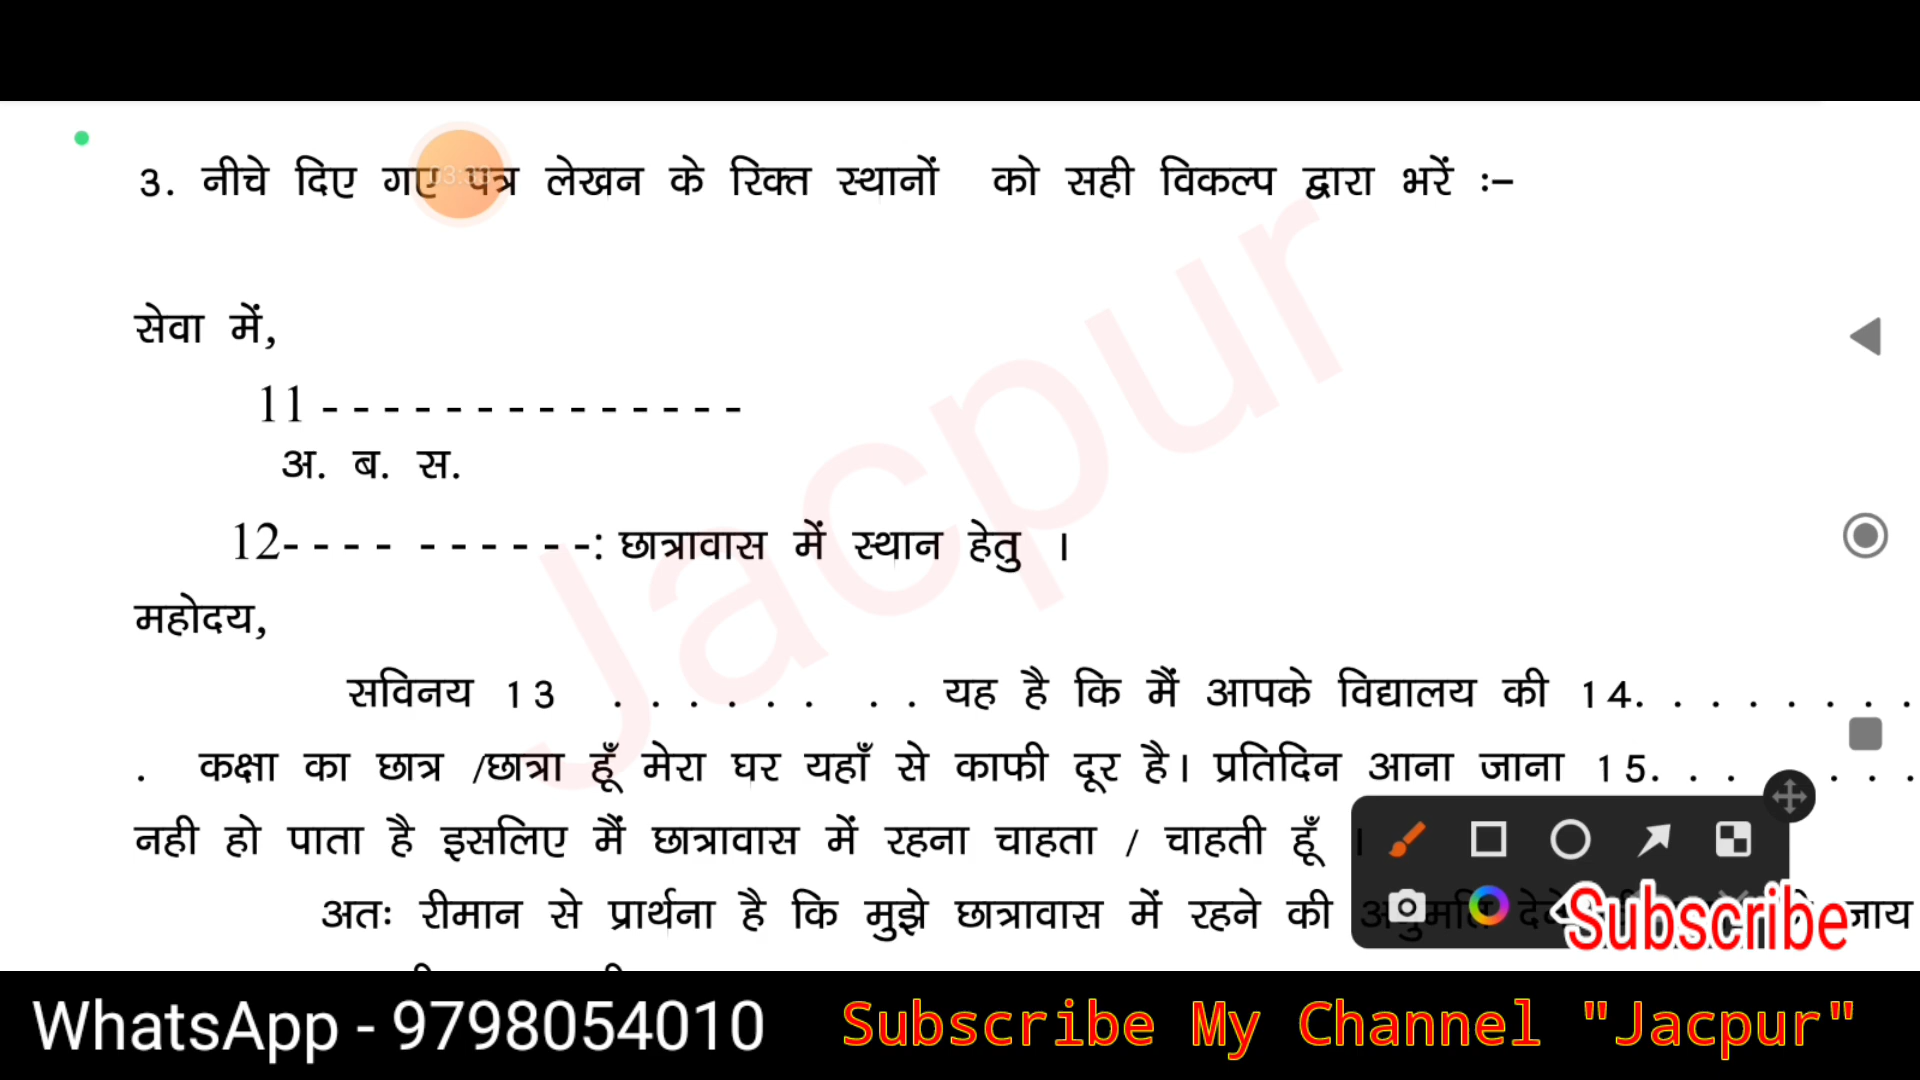 3. नीचे दिए गए पत्र लेखन के रिक्त स्थानों को सही विकल्प द्वारा भरें :–
सेवा में,
11 - - - - - - - - - - - - - -
अ. ब. स.
12- - - - - - - - - -: छात्रावास में स्थान हेतु ।
महोदय,
सविनय 13 . . . . . . . . यह है कि मैं आपके विद्यालय की 14. . . . . . . .
. कक्षा का छात्र /छात्रा हूँ मेरा घर यहाँ से काफी दूर है। प्रतिदिन आना जाना 15. . . . . .
नही हो पाता है इसलिए मैं छात्रावास में रहना चाहता / चाहती हूँ ।
अतः रीमान से प्रार्थना है कि मुझे छात्रावास में रहने की अनुमति जाय
Jacpur
Subscribe
WhatsApp - 9798054010 Subscribe My Channel "Jacpur"